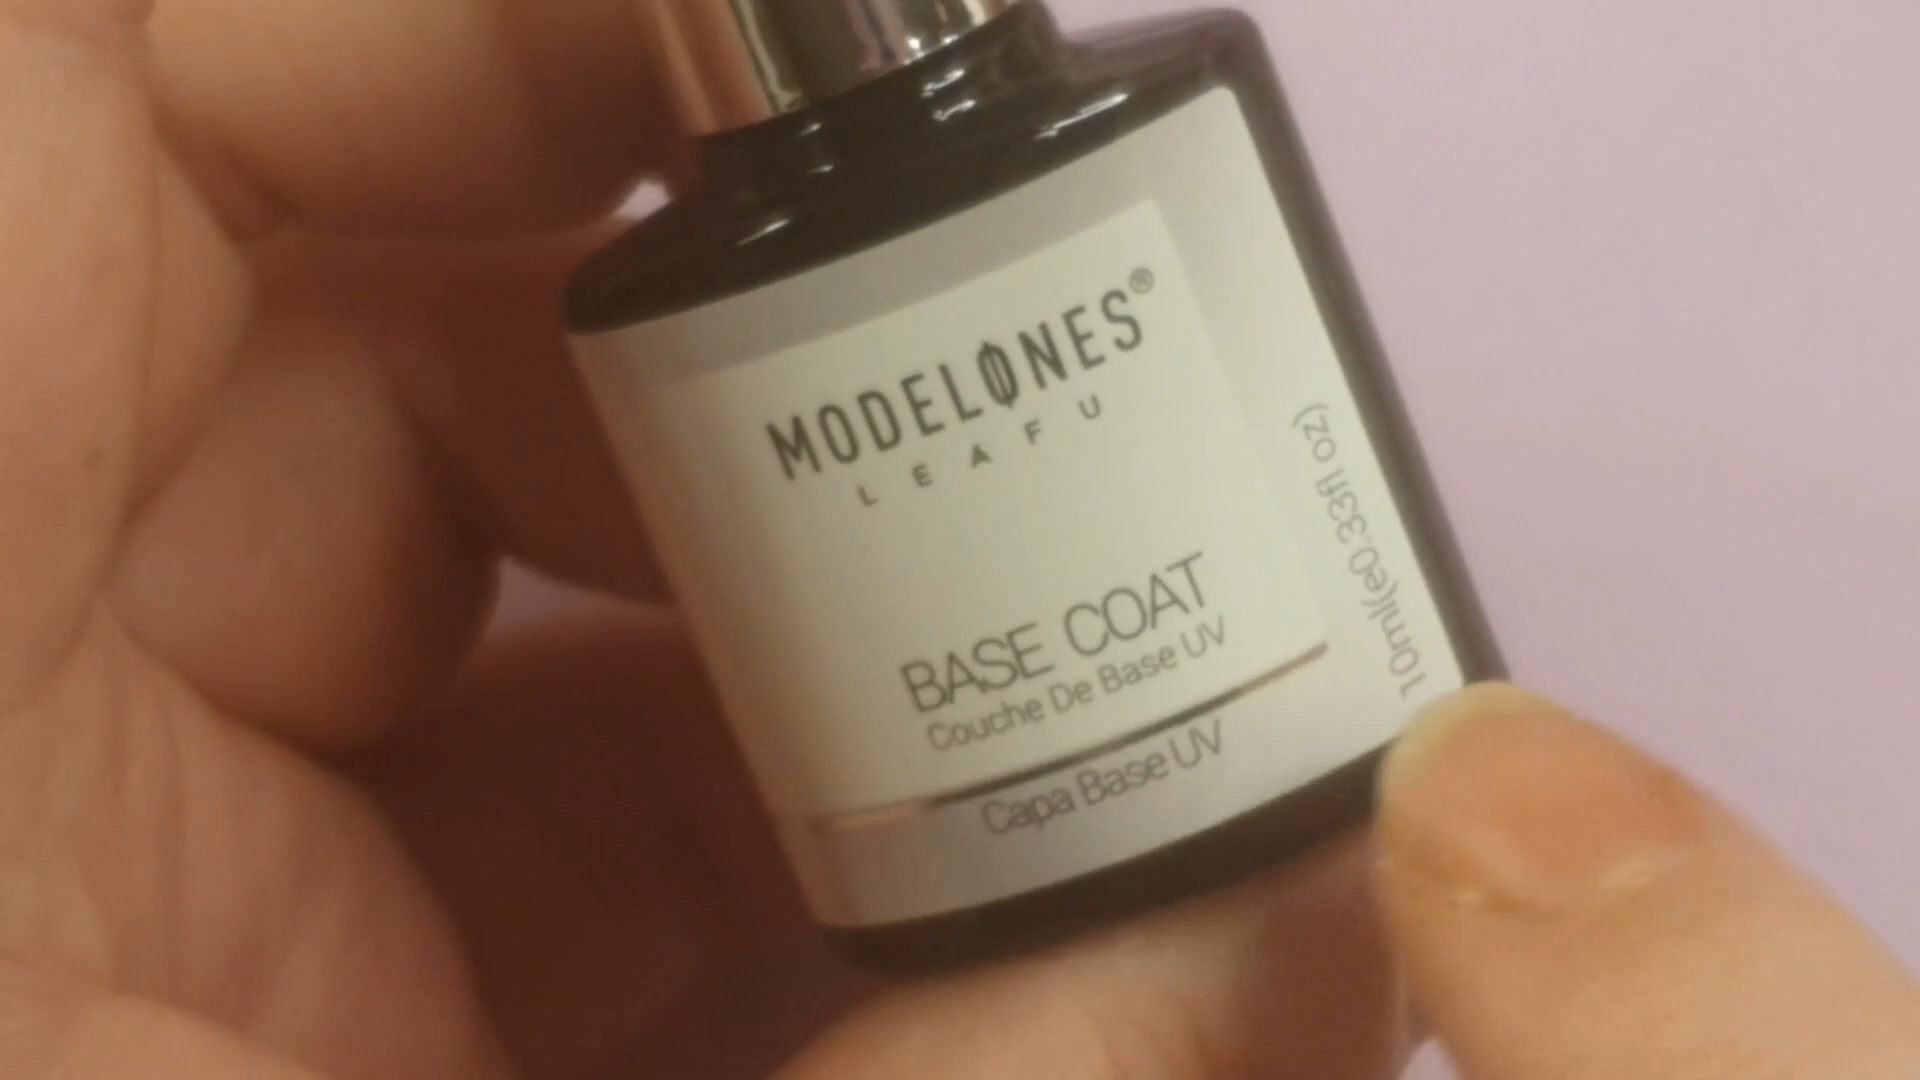 MODELONES®
LEAFU
BASE COAT
Couche De Base UV
Capa Base UV
10ml(e0.33fl oz)